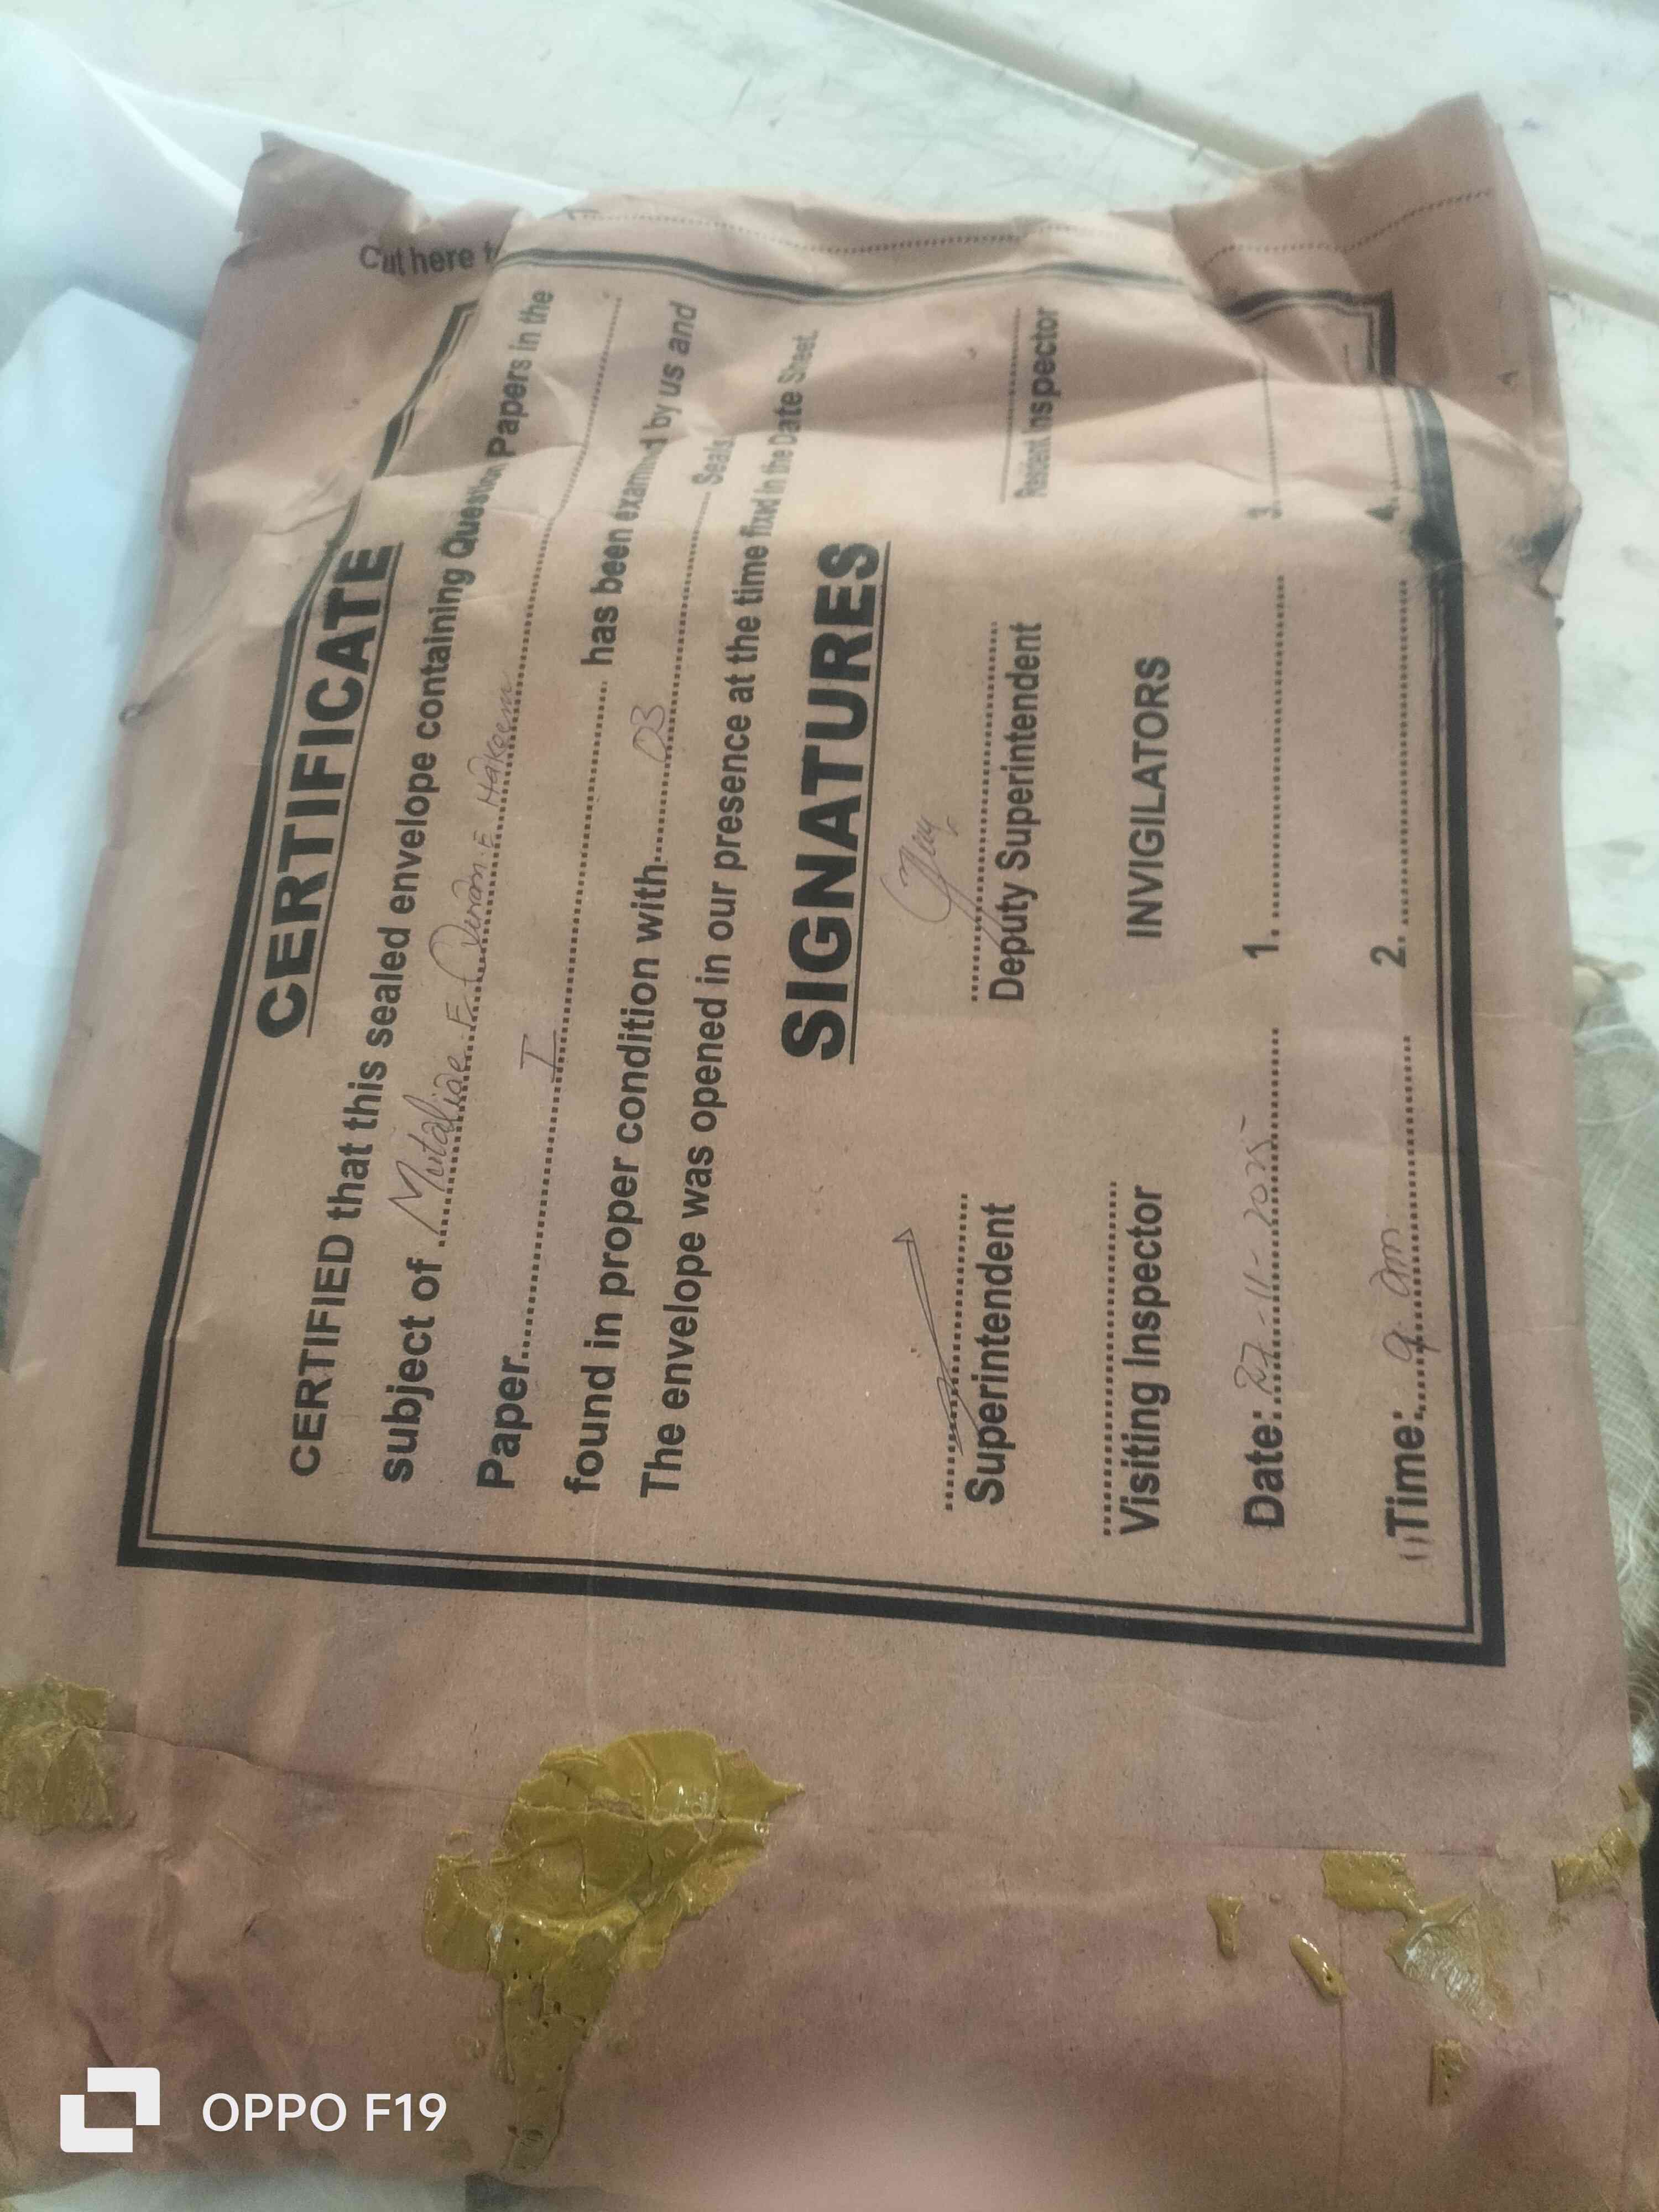 Cut here t
CERTIFICATE
CERTIFIED that this sealed envelope containing Question Papers in the
subject of Mutaliae E Quran.E Hakeem
Paper I has been examined by us and
found in proper condition with 03 Seals.
The envelope was opened in our presence at the time fixed in the Date Sheet.
SIGNATURES
Superintendent Deputy Superintendent Resident Inspector
Visiting Inspector INVIGILATORS
Date: 27-11-2025 1. 3.
Time: 9 am 2. 4.
OPPO F19